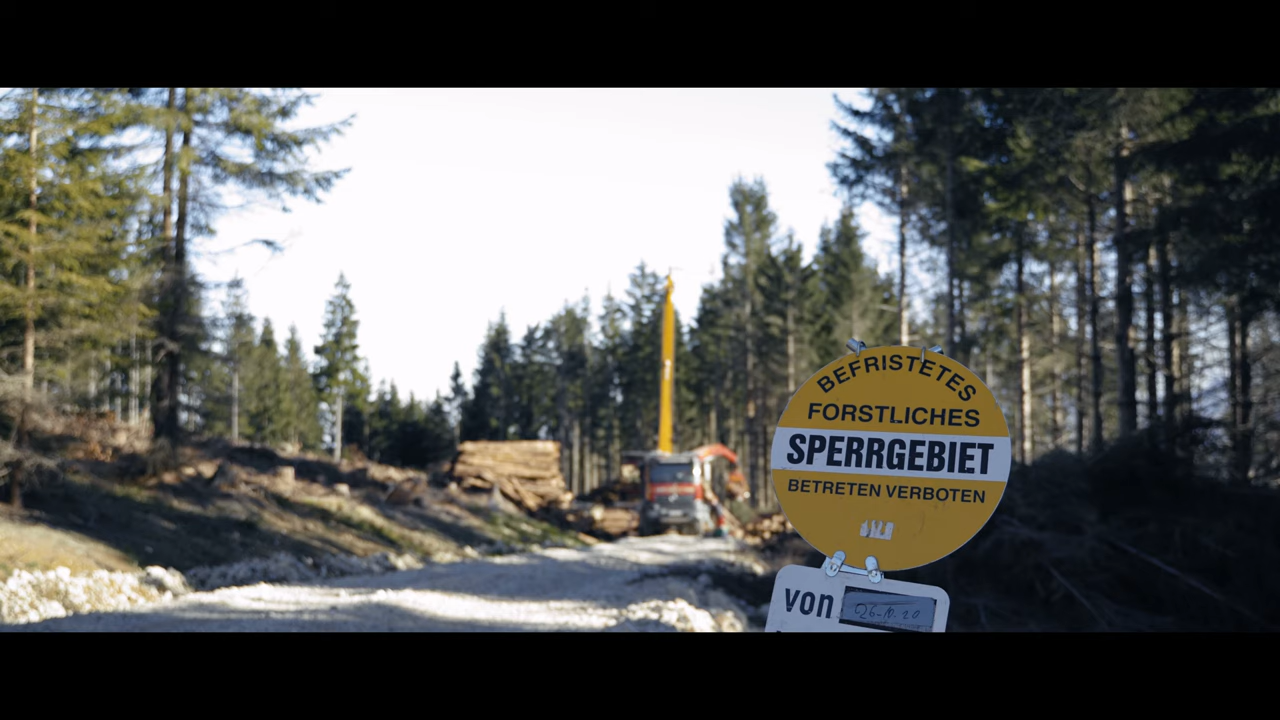 BEFRISTETES
FORSTLICHES
SPERRGEBIET
BETRETEN VERBOTEN
von